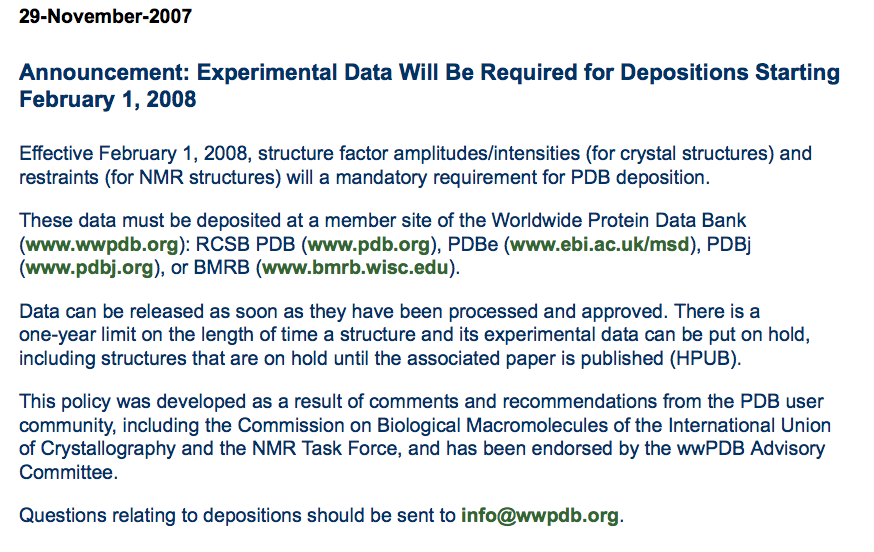 29-November-2007
Announcement: Experimental Data Will Be Required for Depositions Starting
February 1, 2008
Effective February 1, 2008, structure factor amplitudes/intensities (for crystal structures) and
restraints (for NMR structures) will a mandatory requirement for PDB deposition.
These data must be deposited at a member site of the Worldwide Protein Data Bank
(www.wwpdb.org): RCSB PDB (www.pdb.org), PDBe (www.ebi.ac.uk/msd), PDBj
(www.pdbj.org), or BMRB (www.bmrb.wisc.edu).
Data can be released as soon as they have been processed and approved. There is a
one-year limit on the length of time a structure and its experimental data can be put on hold,
including structures that are on hold until the associated paper is published (HPUB).
This policy was developed as a result of comments and recommendations from the PDB user
community, including the Commission on Biological Macromolecules of the International Union
of Crystallography and the NMR Task Force, and has been endorsed by the wwPDB Advisory
Committee.
Questions relating to depositions should be sent to info@wwpdb.org.